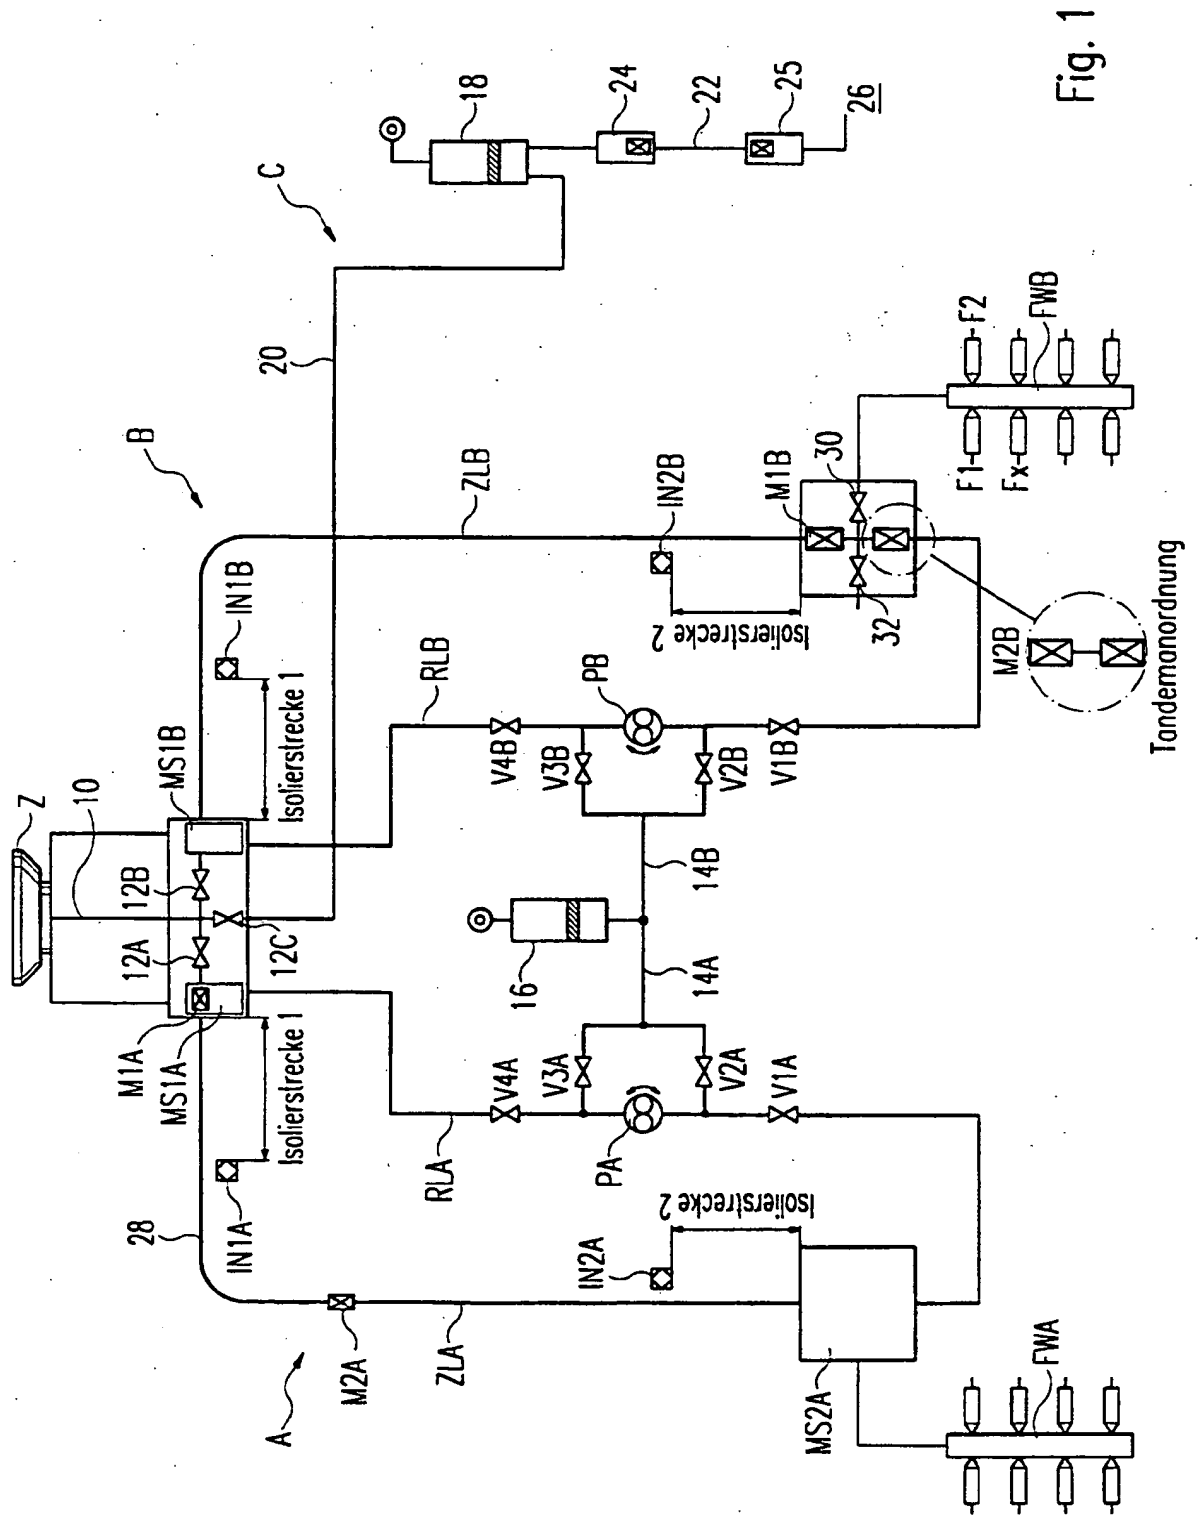 Fig. 1
A
B
C
Z
10
MS1B
12B
12A
12C
M1A
MS1A
Isolierstrecke 1
Isolierstrecke 1
IN1A
IN1B
28
M2A
ZLA
RLA
ZLB
RLB
20
18
24
22
25
26
V4A
V3A
PA
V2A
V1A
V4B
V3B
PB
V2B
V1B
16
14A
14B
IN2A
Isolierstrecke 2
IN2B
Isolierstrecke 2
M1B
30
32
MS2A
FWA
F1
F2
Fx
FWB
M2B
Tandemanordnung